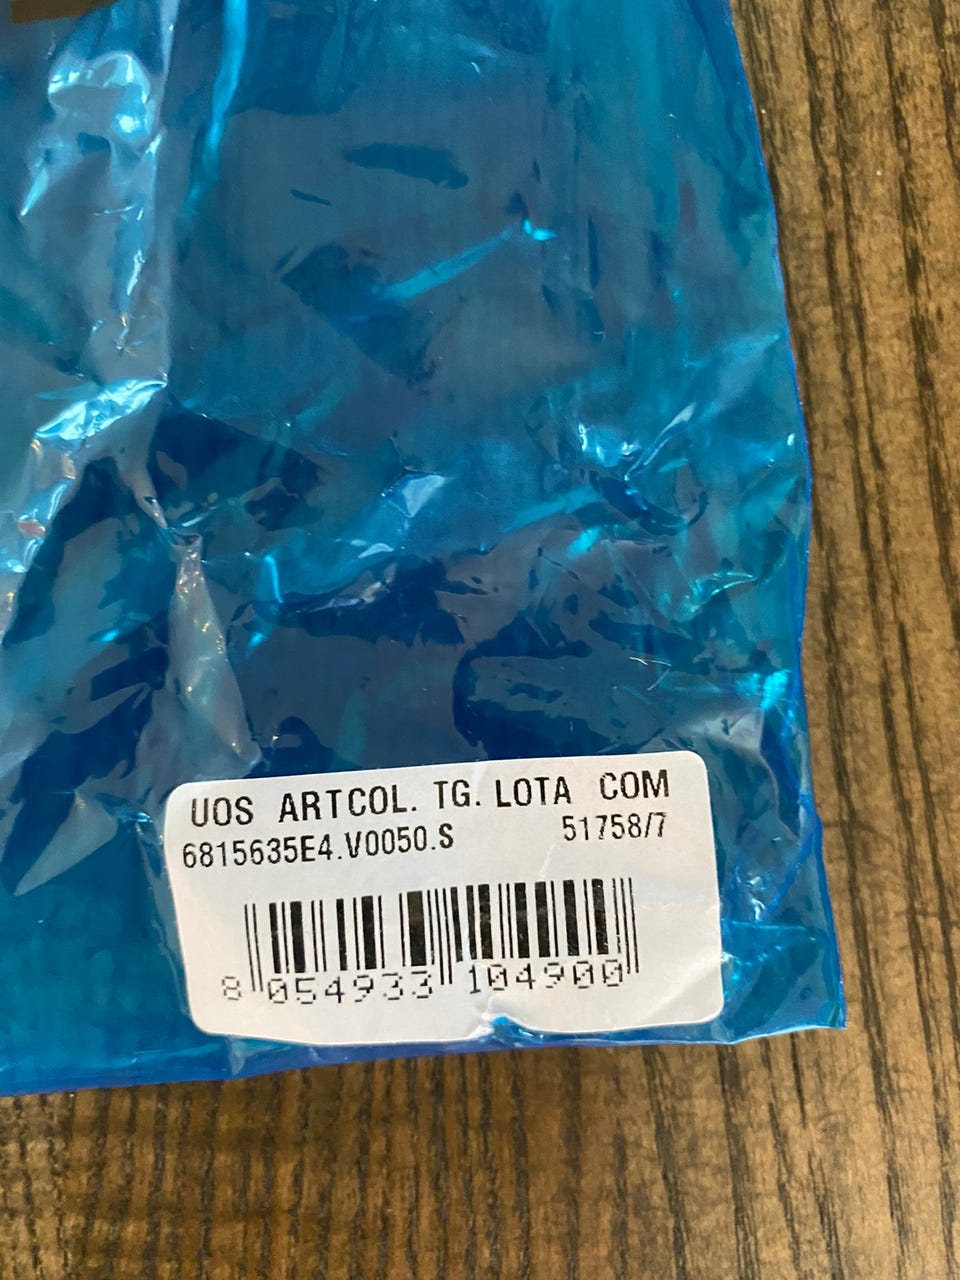 UOS ARTCOL. TG. LOTA COM
6815635E4.V0050.S 51758/7
8 054933 104900